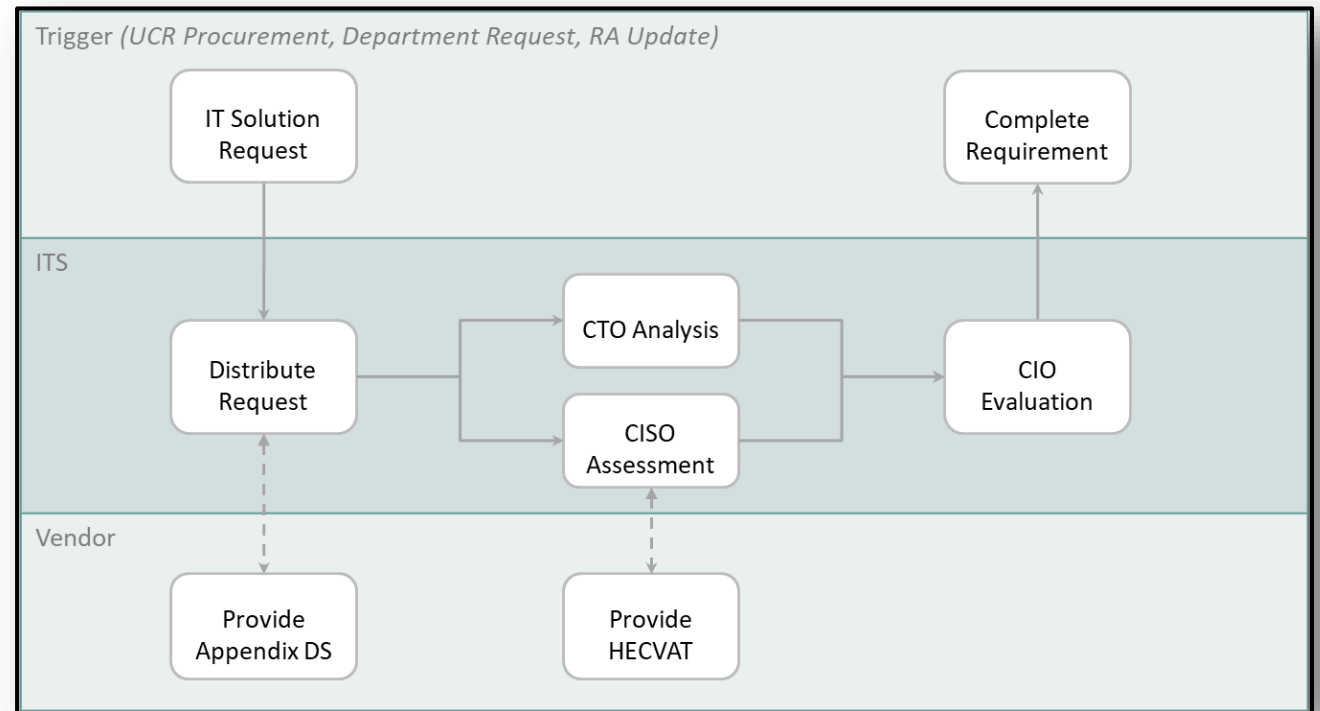 Trigger (UCR Procurement, Department Request, RA Update)
IT Solution
Request
Complete
Requirement
ITS
CTO Analysis
Distribute
Request
CIO
Evaluation
CISO
Assessment
Vendor
Provide
Appendix DS
Provide
HECVAT